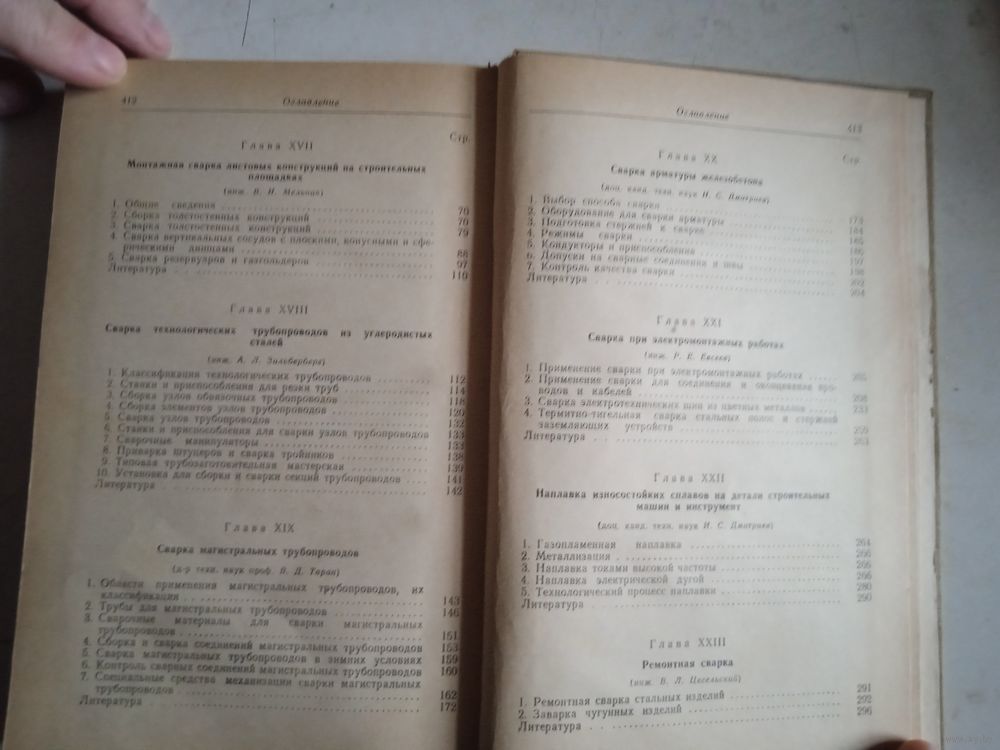 412
Оглавление
Стр.
Глава XVII
Монтажная сварка листовых конструкций на строительных
площадках
(инж. В. И. Мельник)
1. Общие сведения 70
2. Сборка толстостенных конструкций 70
3. Сварка толстостенных конструкций 79
4. Сварка вертикальных сосудов с плоскими, конусными и сфе-
рическими днищами 88
5. Сварка резервуаров и газгольдеров 97
Литература 110
Глава XVIII
Сварка технологических трубопроводов из углеродистых
сталей
(инж. А. Л. Зильберберг)
1. Классификация технологических трубопроводов 112
2. Станки и приспособления для резки труб 114
3. Сборка узлов обвязочных трубопроводов 118
4. Сборка элементов узлов трубопроводов 120
5. Сварка узлов трубопроводов 132
6. Станки и приспособления для сварки узлов трубопроводов 133
7. Сварочные манипуляторы 133
8. Приварка штуцеров и сварка тройников 138
9. Типовая трубозаготовительная мастерская 139
10. Установка для сборки и сварки секций трубопроводов 141
Литература 142
Глава XIX
Сварка магистральных трубопроводов
(д-р техн. наук проф. В. Д. Таран)
1. Области применения магистральных трубопроводов, их
классификация 143
2. Трубы для магистральных трубопроводов 146
3. Сварочные материалы для сварки магистральных
трубопроводов 151
4. Сборка и сварка соединений магистральных трубопроводов 153
5. Сварка магистральных трубопроводов в зимних условиях 159
6. Контроль сварных соединений магистральных трубопроводов 160
7. Специальные средства механизации сварки магистральных
трубопроводов 162
Литература 172
Оглавление
413
Стр.
Глава XX
Сварка арматуры железобетона
(доц. канд. техн. наук И. С. Дмитриев)
1. Выбор способа сварки 173
2. Оборудование для сварки арматуры 184
3. Подготовка стержней к сварке 185
4. Режимы сварки 186
5. Кондукторы и приспособления 197
6. Допуски на сварные соединения и швы 198
7. Контроль качества сварки 202
Литература 204
Глава XXI
Сварка при электромонтажных работах
(инж. Р. Е. Евсеев)
1. Применение сварки при электромонтажных работах 205
2. Применение сварки для соединения и оконцевания про-
водов и кабелей 208
3. Сварка электротехнических шин из цветных металлов
4. Термитно-тигельная сварка стальных полос и стержней
заземляющих устройств
Литература
Глава XXII
Наплавка износостойких сплавов на детали строительных
машин и инструмент
(доц. канд. техн. наук И. С. Дмитриев)
1. Газопламенная наплавка 264
2. Металлизация 266
3. Наплавка токами высокой частоты 266
4. Наплавка электрической дугой 266
5. Технологический процесс наплавки 280
Литература 290
Глава XXIII
Ремонтная сварка
(инж. В. Л. Цегельский)
1. Ремонтная сварка стальных изделий 291
2. Заварка чугунных изделий 292
Литература 296